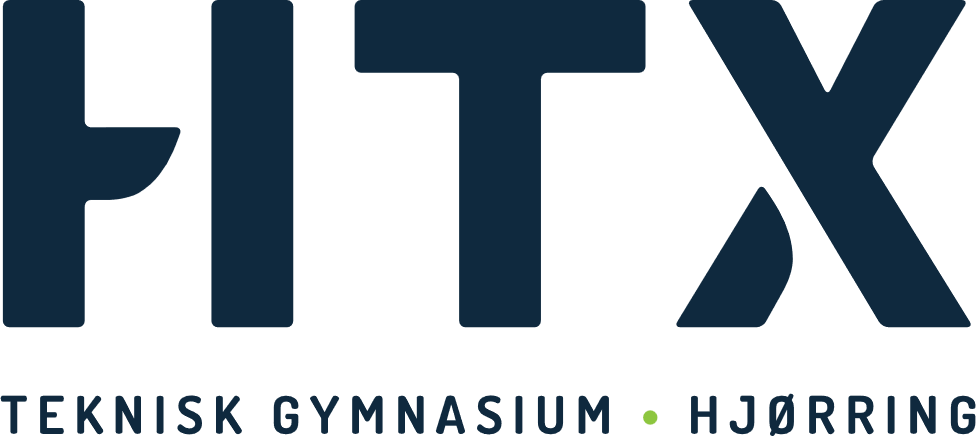 HTX
TEKNISK GYMNASIUM • HJØRRING